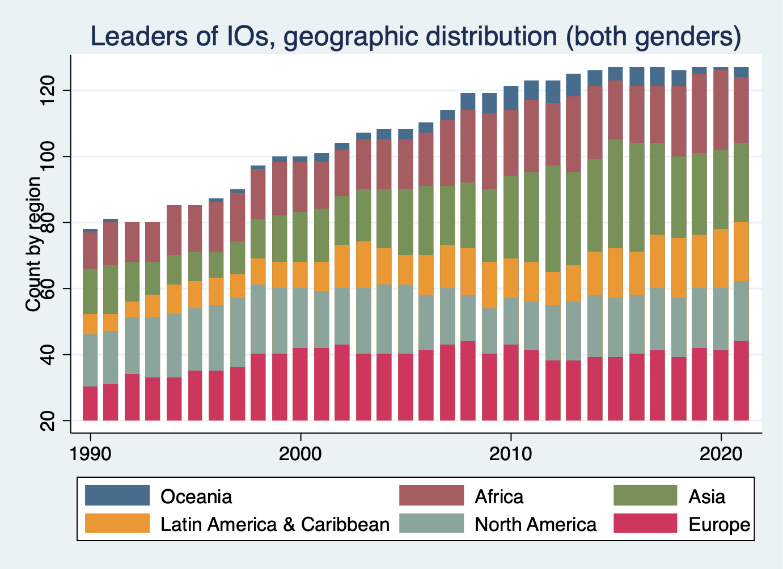 Leaders of IOs, geographic distribution (both genders)
Count by region
120
100
80
60
40
20
1990
2000
2010
2020
Oceania
Africa
Asia
Latin America & Caribbean
North America
Europe